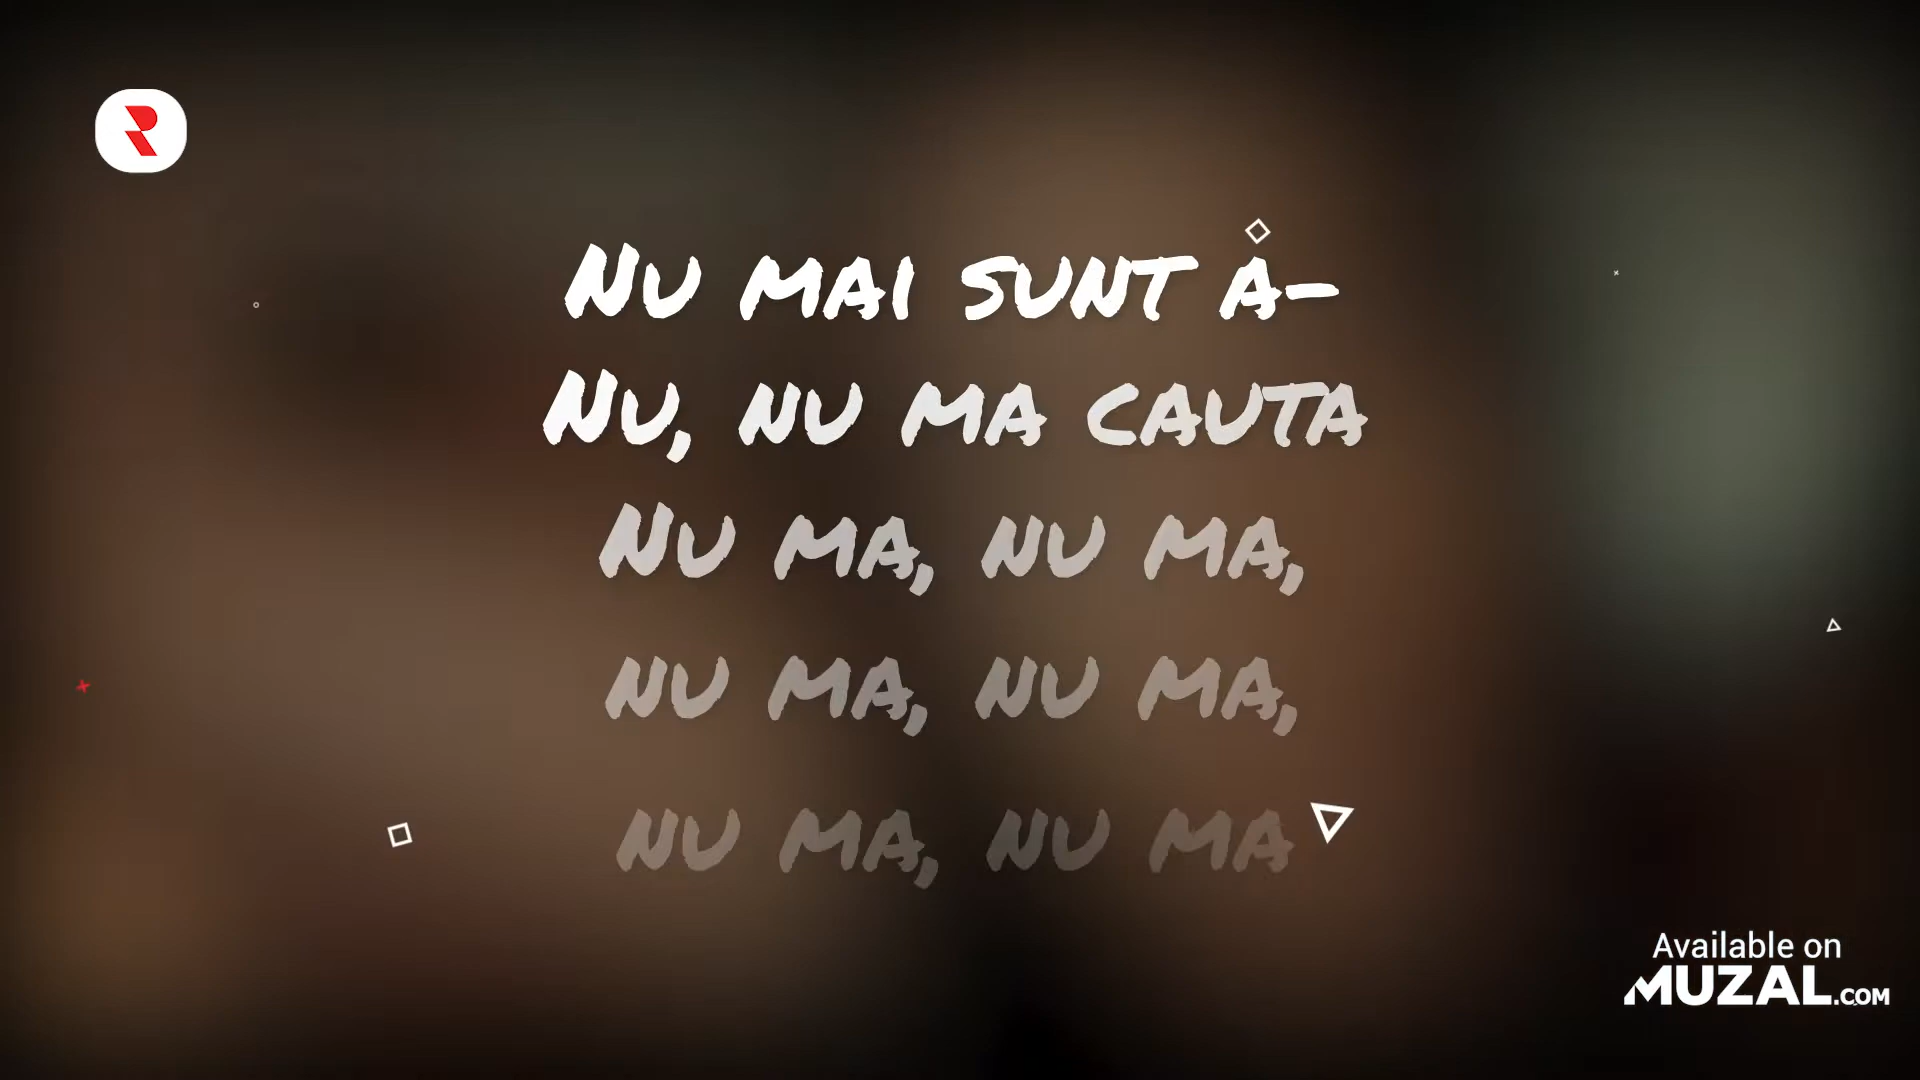 Nu mai sunt a-
Nu, nu ma cauta
Nu ma, nu ma,
nu ma, nu ma,
nu ma, nu ma
Available on
MUZAL.COM